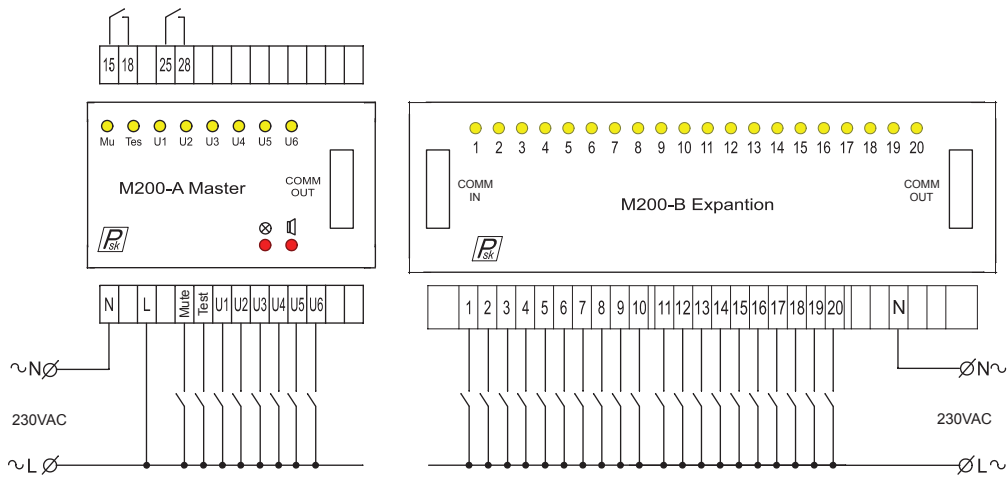 15 18 25 28
Mu Tes U1 U2 U3 U4 U5 U6
M200-A Master
COMM
OUT
Psk
N L Mute Test U1 U2 U3 U4 U5 U6
~N
230VAC
~L
1 2 3 4 5 6 7 8 9 10 11 12 13 14 15 16 17 18 19 20
COMM
IN
M200-B Expantion
COMM
OUT
Psk
1 2 3 4 5 6 7 8 9 10 11 12 13 14 15 16 17 18 19 20 N
N~
230VAC
L~